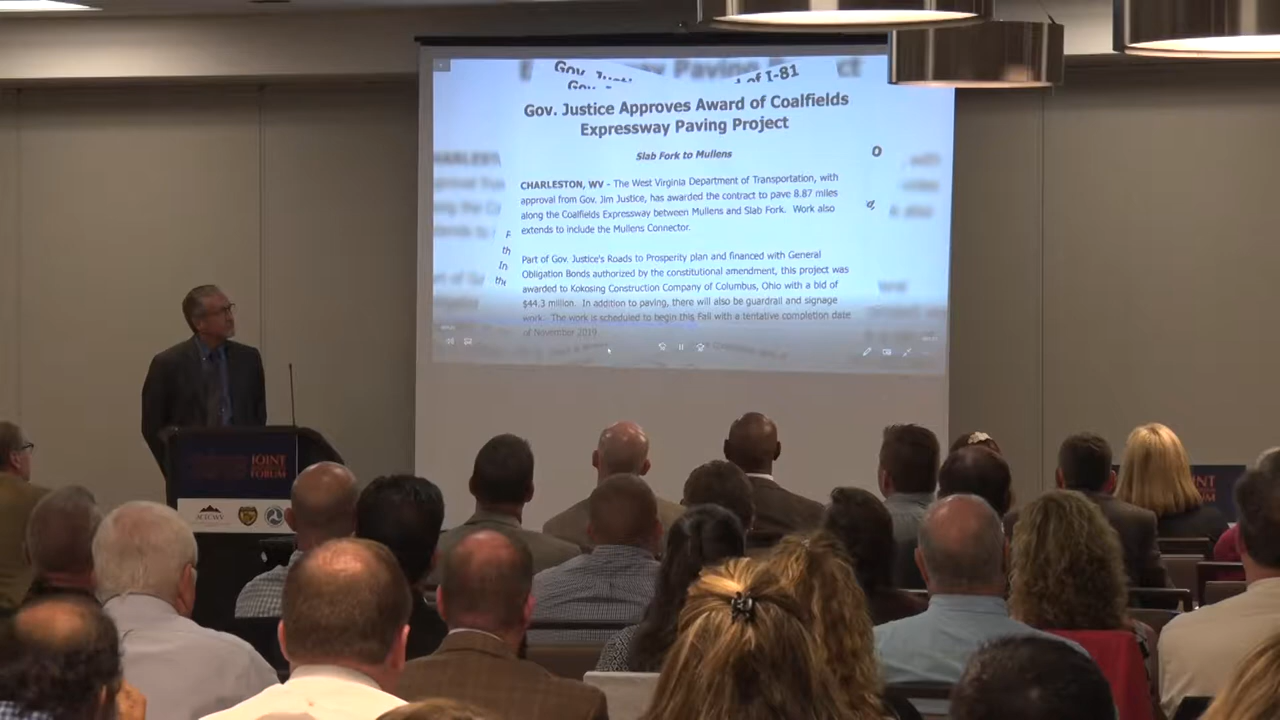 Gov.
of I-81
Gov. Justice Approves Award of Coalfields
Expressway Paving Project
Slab Fork to Mullens
CHARLESTON, WV - The West Virginia Department of Transportation, with
approval from Gov. Jim Justice, has awarded the contract to pave 8.87 miles
along the Coalfields Expressway between Mullens and Slab Fork. Work also
extends to include the Mullens Connector.
Part of Gov. Justice's Roads to Prosperity plan and financed with General
Obligation Bonds authorized by the constitutional amendment, this project was
awarded to Kokosing Construction Company of Columbus, Ohio with a bid of
$44.3 million. In addition to paving, there will also be guardrail and signage
work. The work is scheduled to begin this Fall with a tentative completion date
of November 2019
JOINT
FORUM